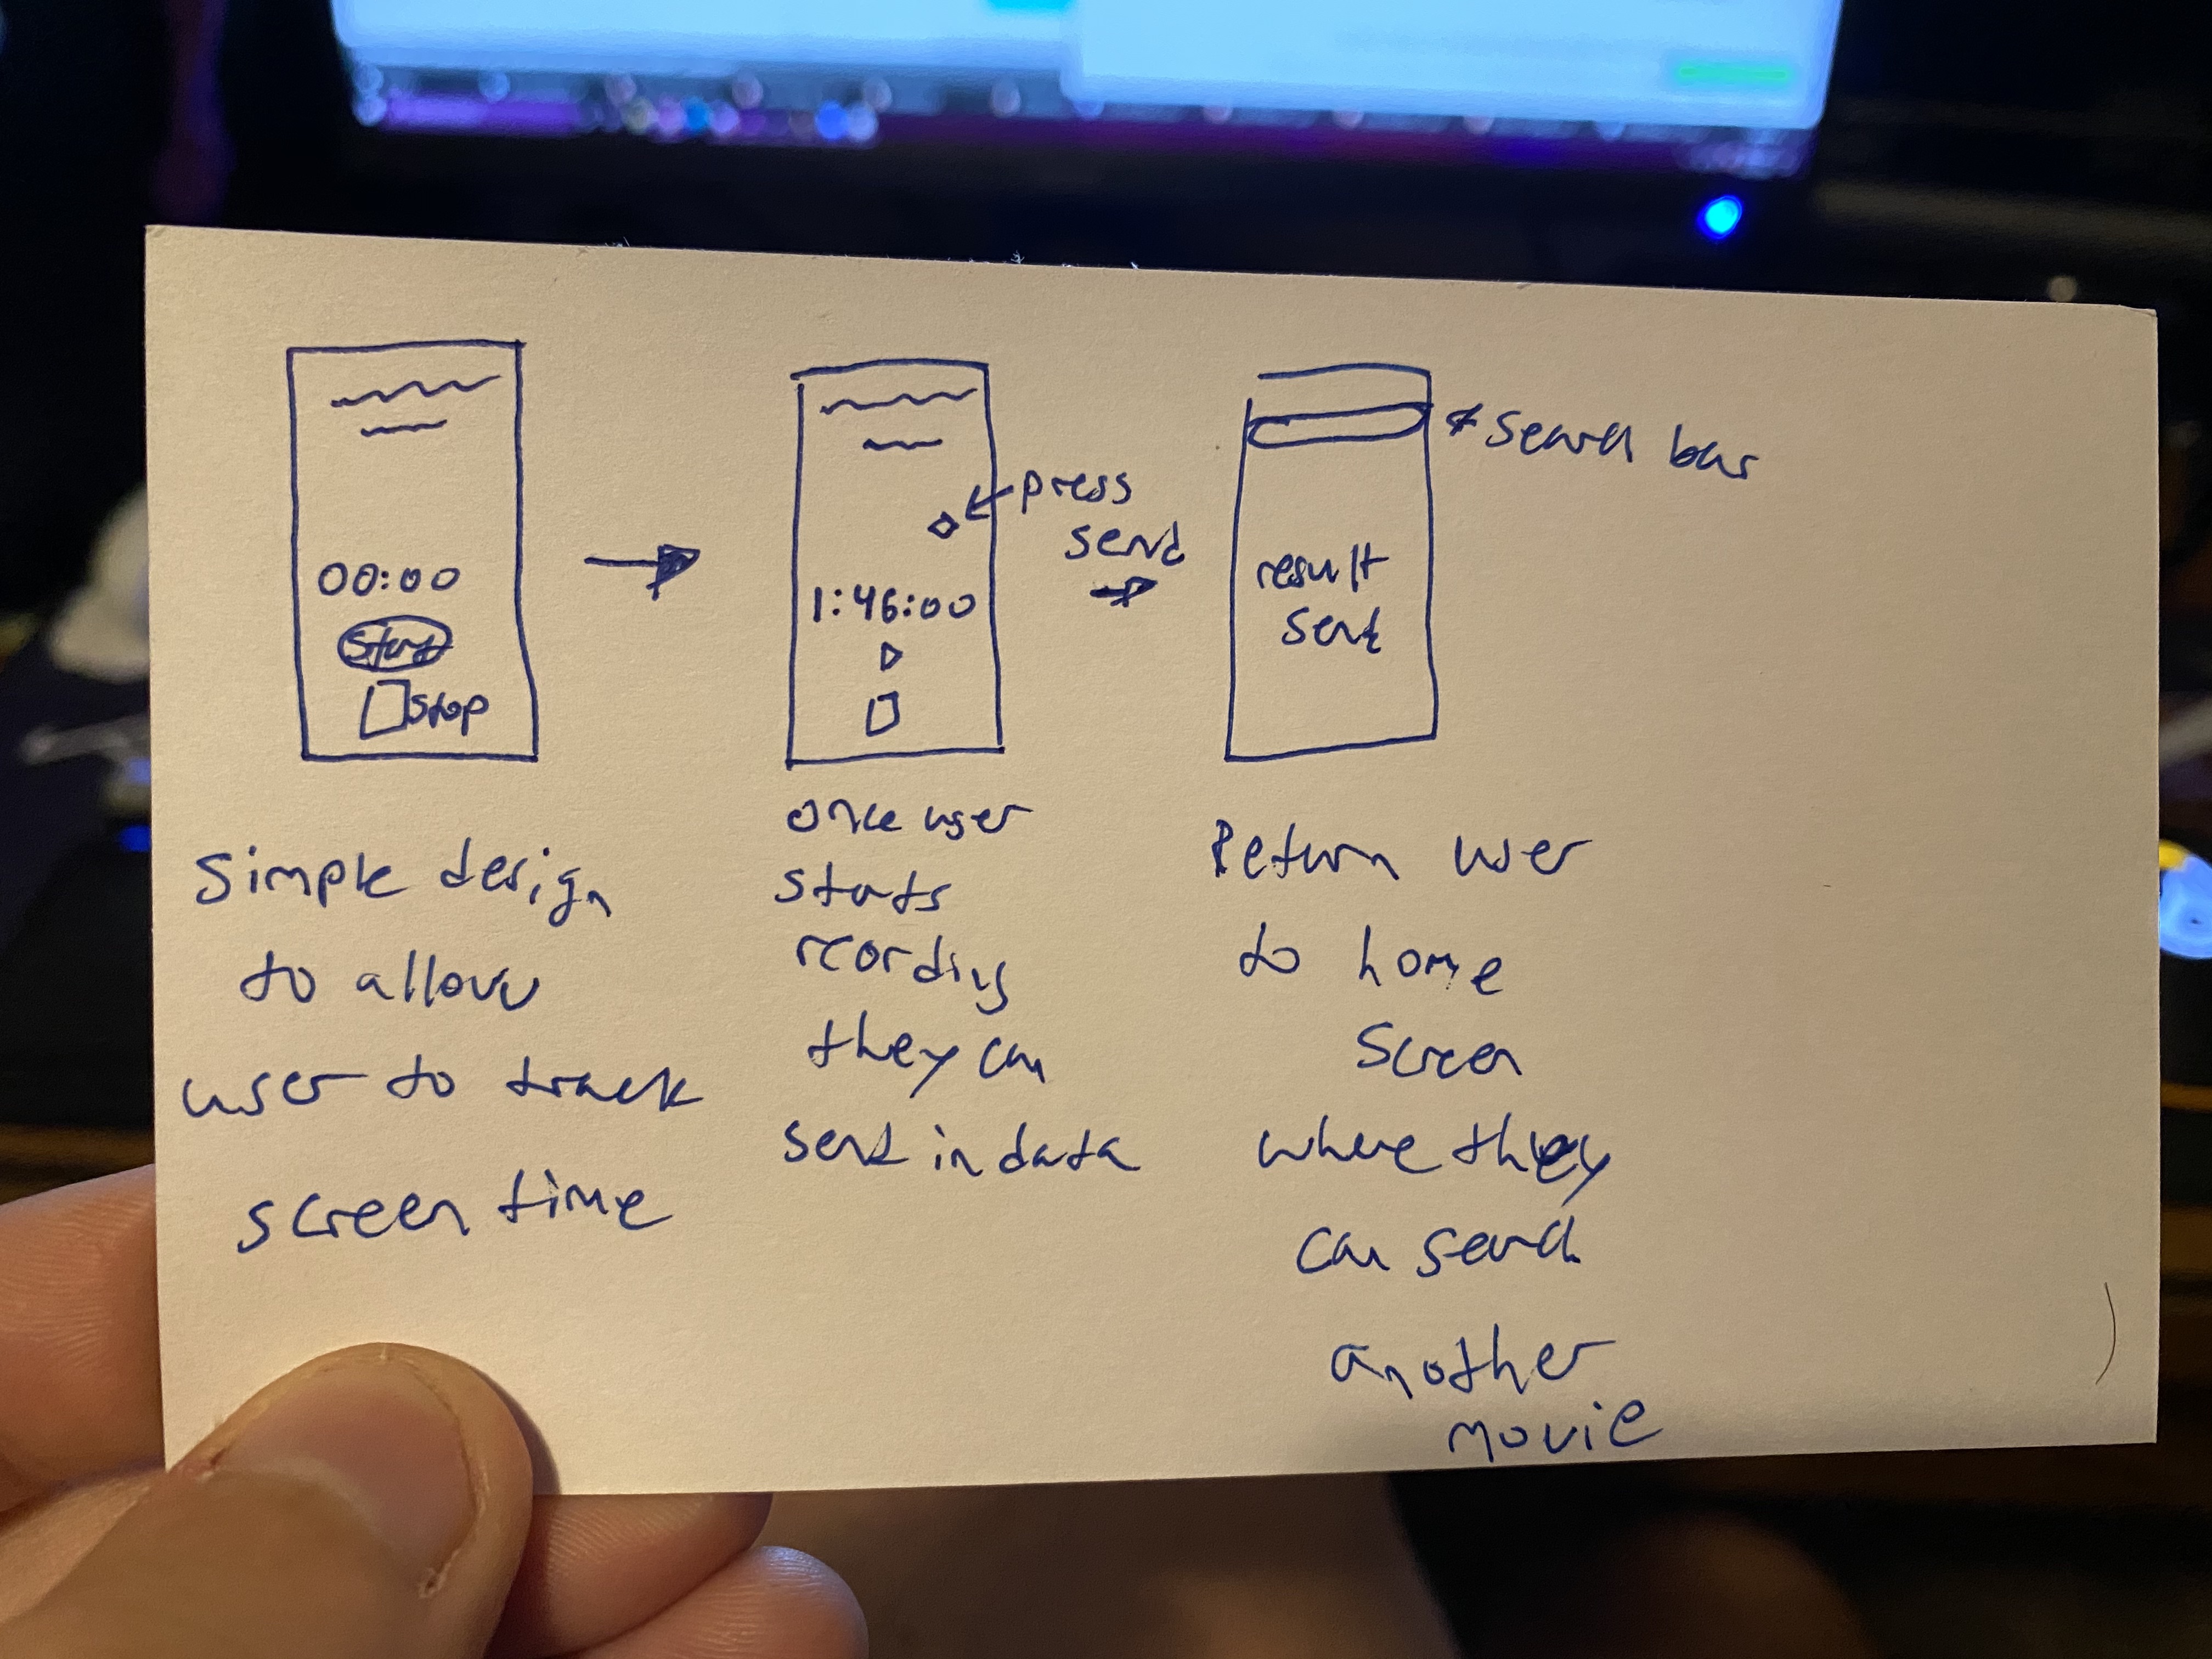 00:00
Start
Stop
press
send
1:46:00
* Search bar
result
sent
Simple design
to allow
user to track
screen time
once user
starts
recording
they can
send in data
Return user
to home
Screen
where they
can send
another
movie